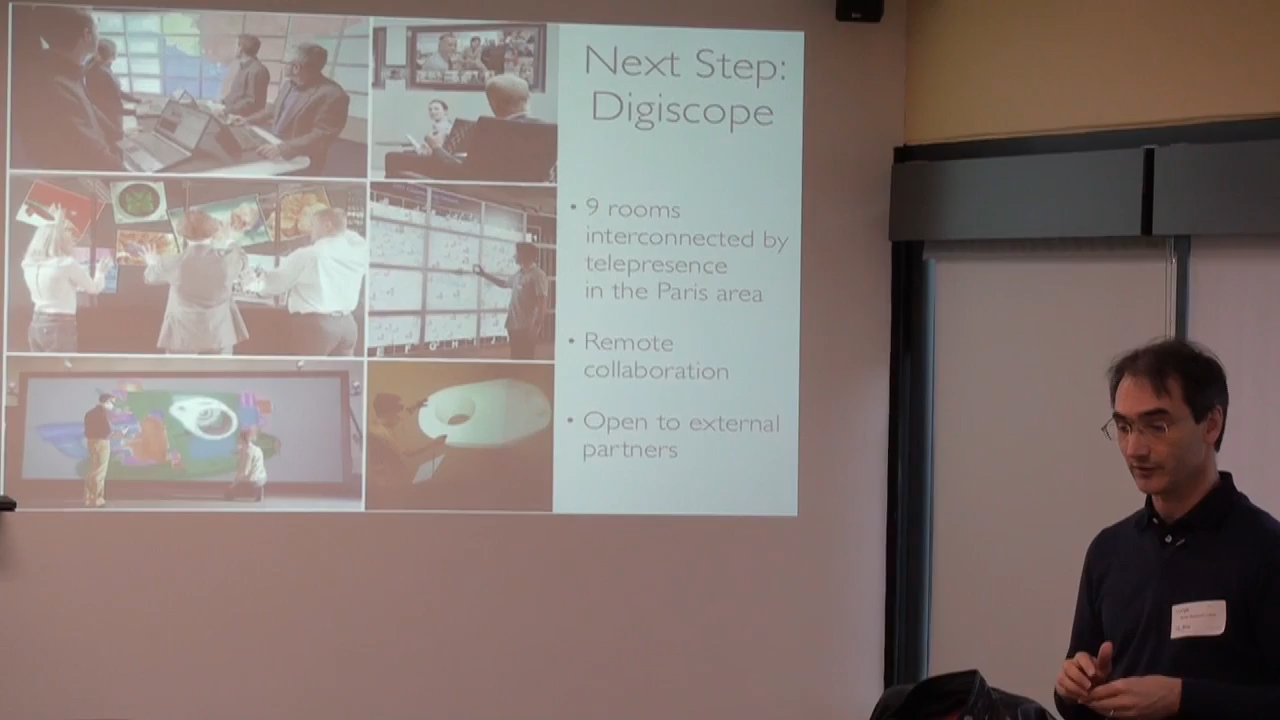 Next Step:
Digiscope
• 9 rooms
interconnected by
telepresence
in the Paris area
• Remote
collaboration
• Open to external
partners